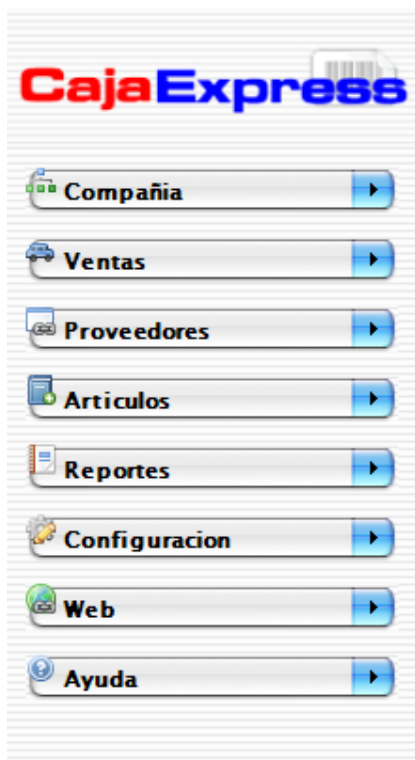 CajaExpress
Compañia
Ventas
Proveedores
Articulos
Reportes
Configuracion
Web
Ayuda